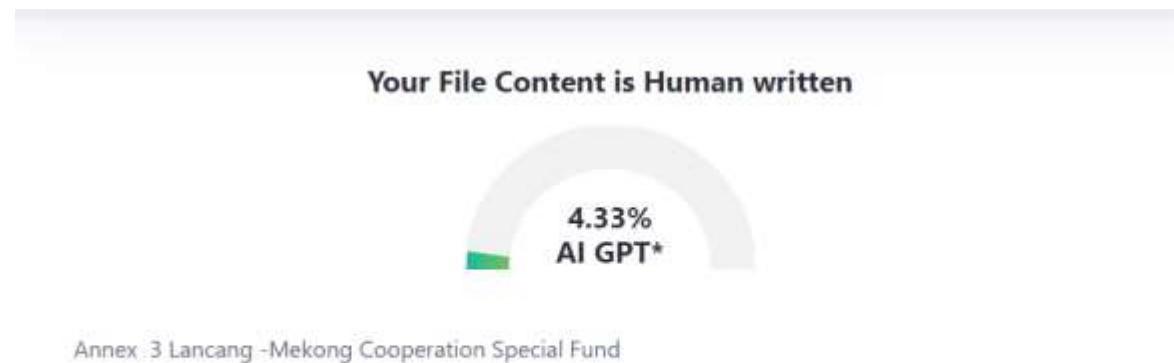 Your File Content is Human written
4.33%
AI GPT*
Annex 3 Lancang -Mekong Cooperation Special Fund